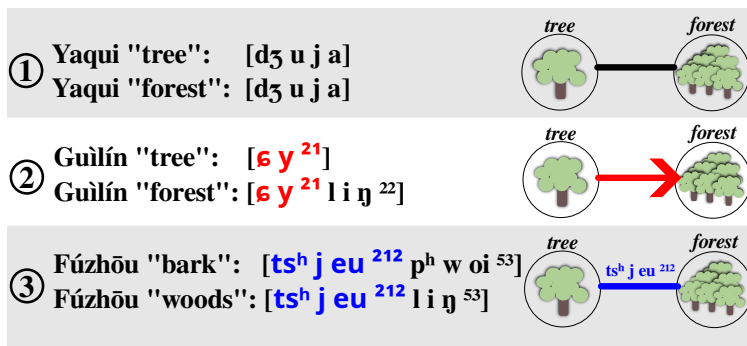 tree forest
① Yaqui "tree": [dʒ u j a]
Yaqui "forest": [dʒ u j a]
tree forest
② Guìlín "tree": [ɕ y ²¹]
Guìlín "forest": [ɕ y ²¹ l i ŋ ²²]
tree forest
③ Fúzhōu "bark": [tsʰ j eu ²¹² pʰ w oi ⁵³]
tsʰ j eu ²¹²
Fúzhōu "woods": [tsʰ j eu ²¹² l i ŋ ⁵³]